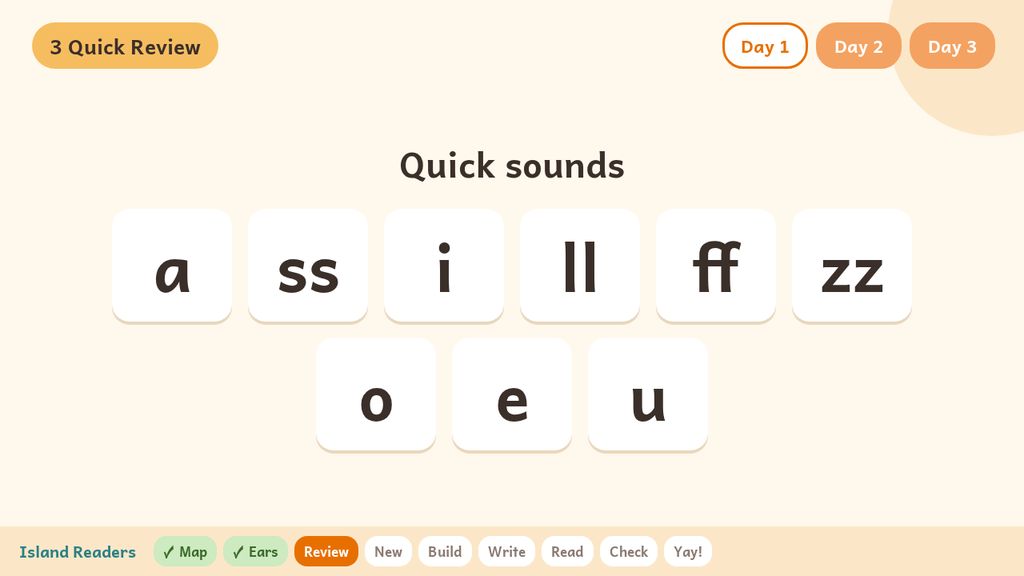 3 Quick Review
Day 1 Day 2 Day 3
Quick sounds
a ss i ll ff zz
o e u
Island Readers ✓ Map ✓ Ears Review New Build Write Read Check Yay!